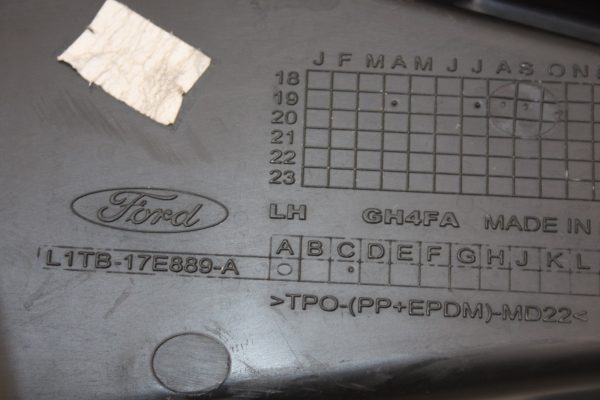 J F M A M J J A S O N
18
19
20
21
22
23
Ford
LH GH4FA MADE IN
A B C D E F G H J K L
L1TB-17E889-A
>TPO-(PP+EPDM)-MD22<